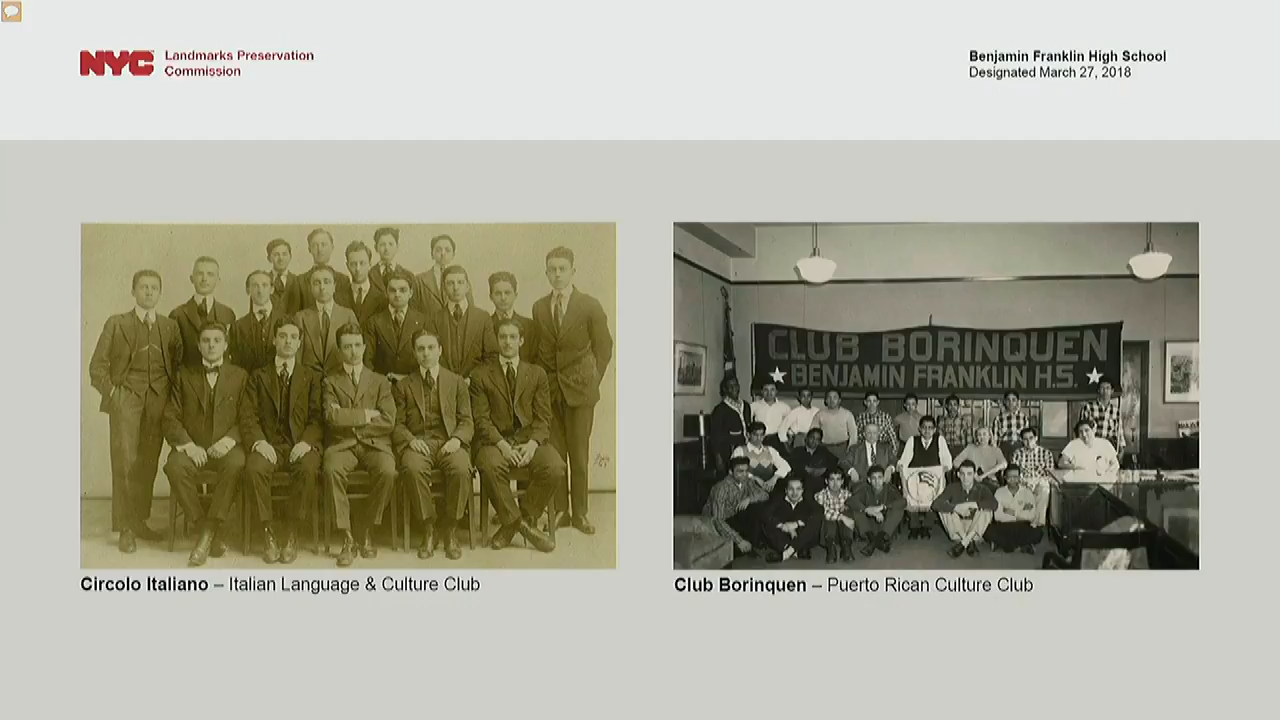 NYC Landmarks Preservation
Commission
Benjamin Franklin High School
Designated March 27, 2018
CLUB BORINQUEN
BENJAMIN FRANKLIN H.S.
Circolo Italiano – Italian Language & Culture Club
Club Borinquen – Puerto Rican Culture Club